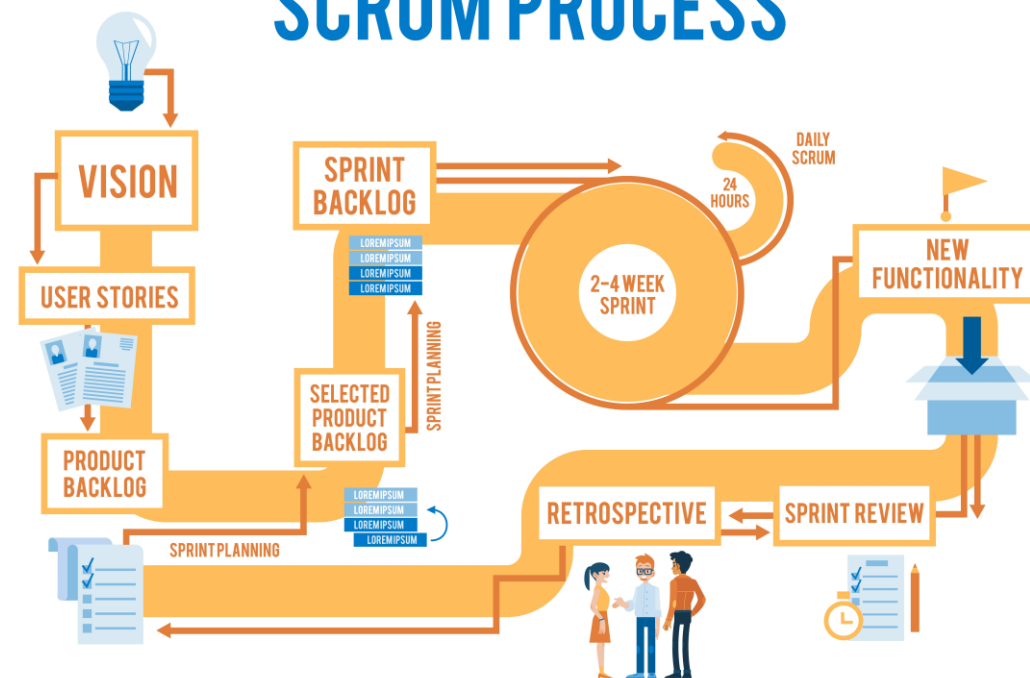 SCRUM PROCESS
VISION
USER STORIES
PRODUCT
BACKLOG
SPRINT PLANNING
SELECTED
PRODUCT
BACKLOG
LOREMIPSUM
LOREMIPSUM
LOREMIPSUM
LOREMIPSUM
SPRINT PLANNING
SPRINT
BACKLOG
LOREMIPSUM
LOREMIPSUM
LOREMIPSUM
LOREMIPSUM
2-4 WEEK
SPRINT
24
HOURS
DAILY
SCRUM
NEW
FUNCTIONALITY
SPRINT REVIEW
RETROSPECTIVE